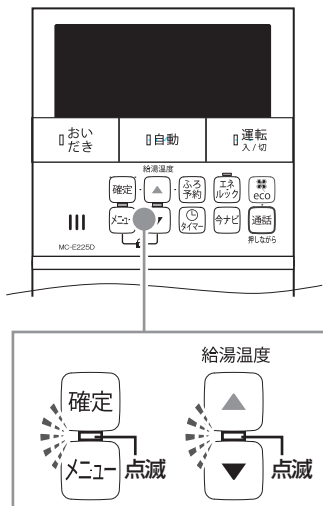 おい
だき
自動
運転
入/切
給湯温度
確定
▲
ふろ
予約
エネ
ルック
eco
メニュー
▼
タイマー
今ナビ
通話
押しながら
MC-E225D
給湯温度
確定
▲
点滅
点滅
メニュー
▼